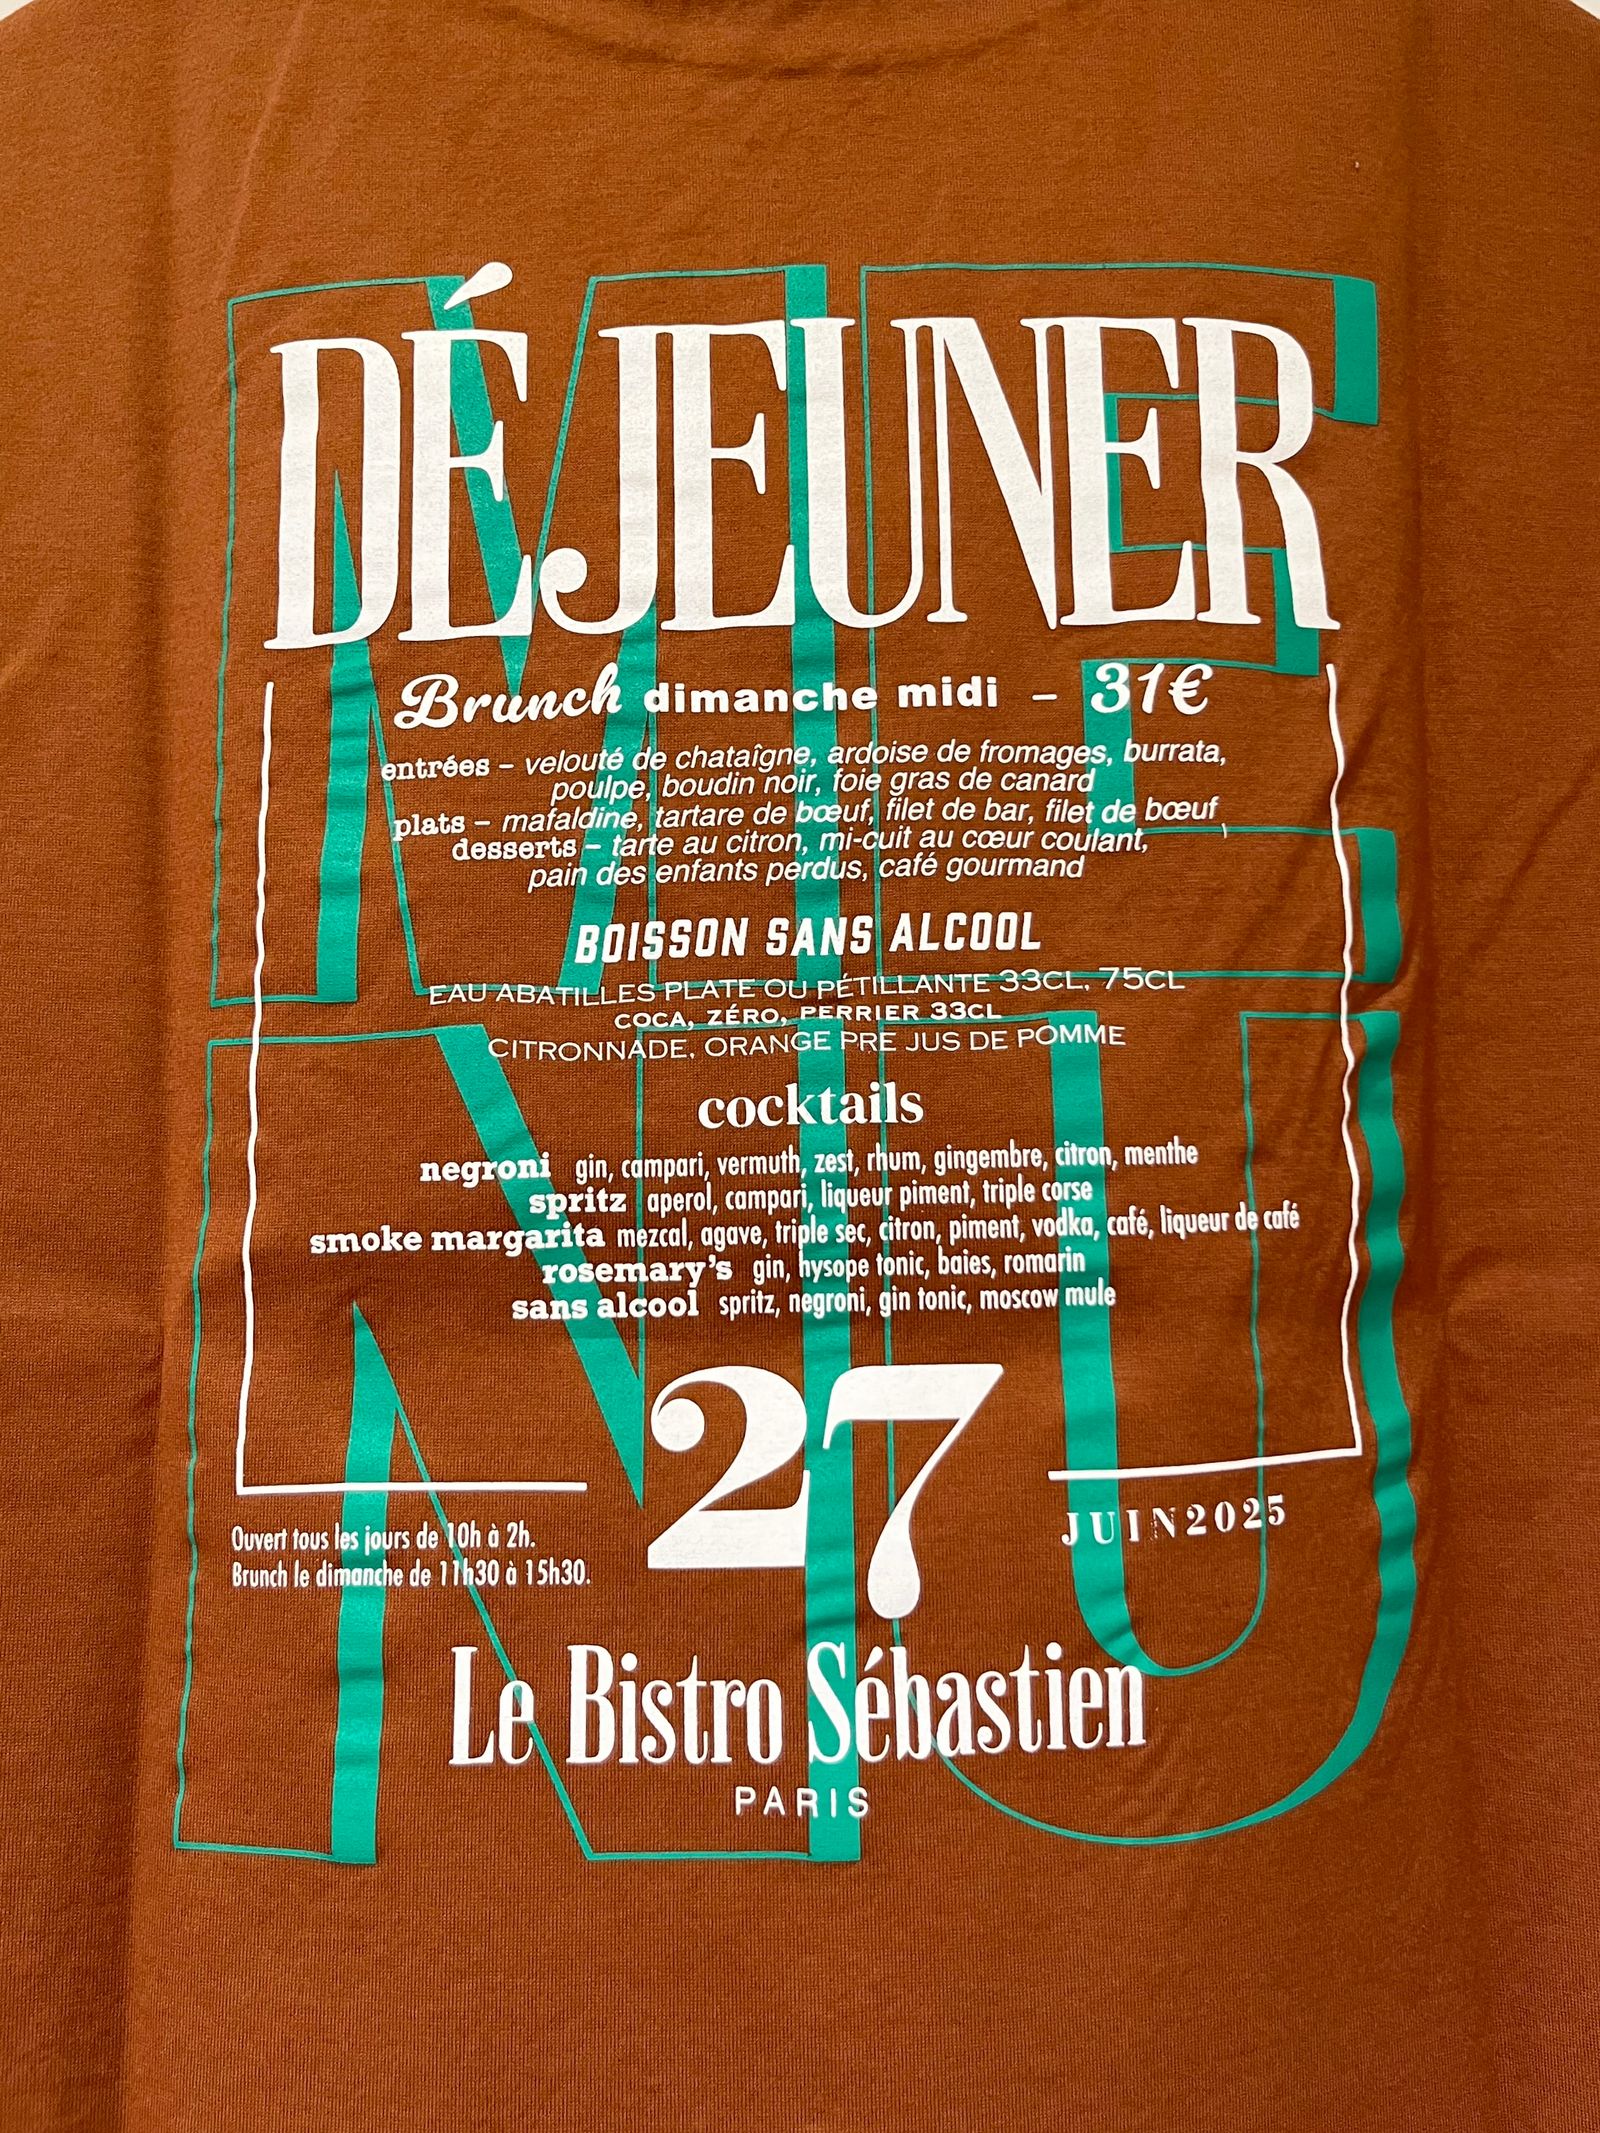 MENU
DÉJEUNER
Brunch dimanche midi – 31€
entrées – velouté de chataîgne, ardoise de fromages, burrata,
poulpe, boudin noir, foie gras de canard
plats – mafaldine, tartare de bœuf, filet de bar, filet de bœuf,
desserts – tarte au citron, mi-cuit au cœur coulant,
pain des enfants perdus, café gourmand
BOISSON SANS ALCOOL
EAU ABATILLES PLATE OU PÉTILLANTE 33CL, 75CL
COCA, ZÉRO, PERRIER 33CL
CITRONNADE, ORANGE PRE JUS DE POMME
cocktails
negroni gin, campari, vermuth, zest, rhum, gingembre, citron, menthe
spritz aperol, campari, liqueur piment, triple corse
smoke margarita mezcal, agave, triple sec, citron, piment, vodka, café, liqueur de café
rosemary's gin, hysope tonic, baies, romarin
sans alcool spritz, negroni, gin tonic, moscow mule
27
JUIN2025
Ouvert tous les jours de 10h à 2h.
Brunch le dimanche de 11h30 à 15h30.
Le Bistro Sébastien
PARIS